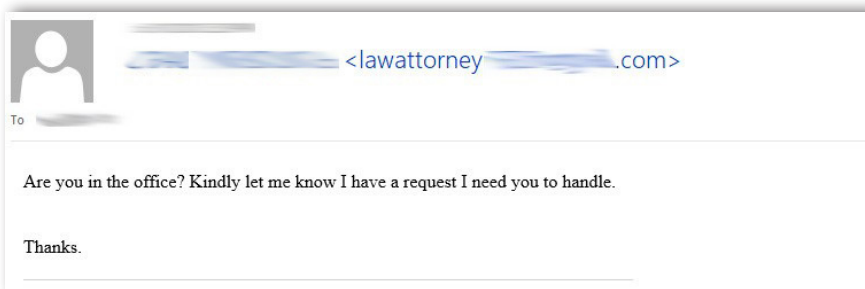 <lawattorney .com>
To
Are you in the office? Kindly let me know I have a request I need you to handle.
Thanks.